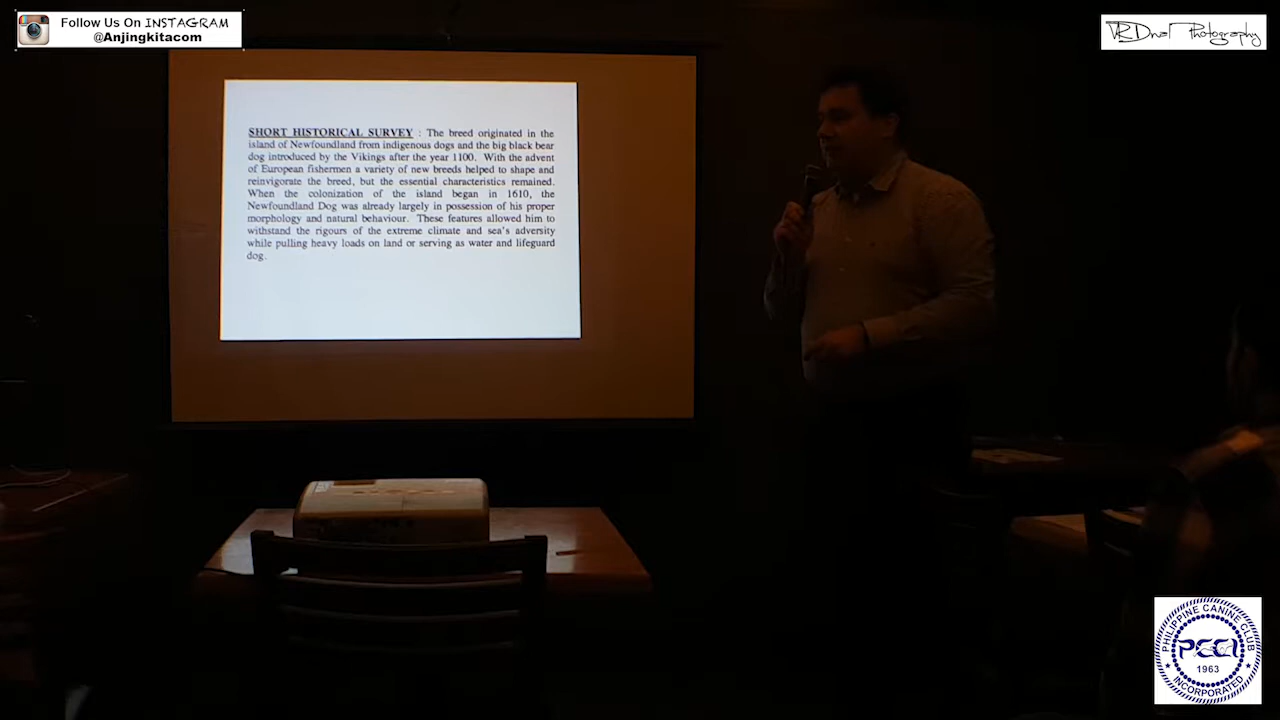 Follow Us On INSTAGRAM
@Anjingkitacom
VRDnal Photography
SHORT HISTORICAL SURVEY : The breed originated in the
island of Newfoundland from indigenous dogs and the big black bear
dog introduced by the Vikings after the year 1100. With the advent
of European fishermen a variety of new breeds helped to shape and
reinvigorate the breed, but the essential characteristics remained.
When the colonization of the island began in 1610, the
Newfoundland Dog was already largely in possession of his proper
morphology and natural behaviour. These features allowed him to
withstand the rigours of the extreme climate and sea's adversity
while pulling heavy loads on land or serving as water and lifeguard
dog.
PHILIPPINE CANINE CLUB
PCCI
1963
INCORPORATED